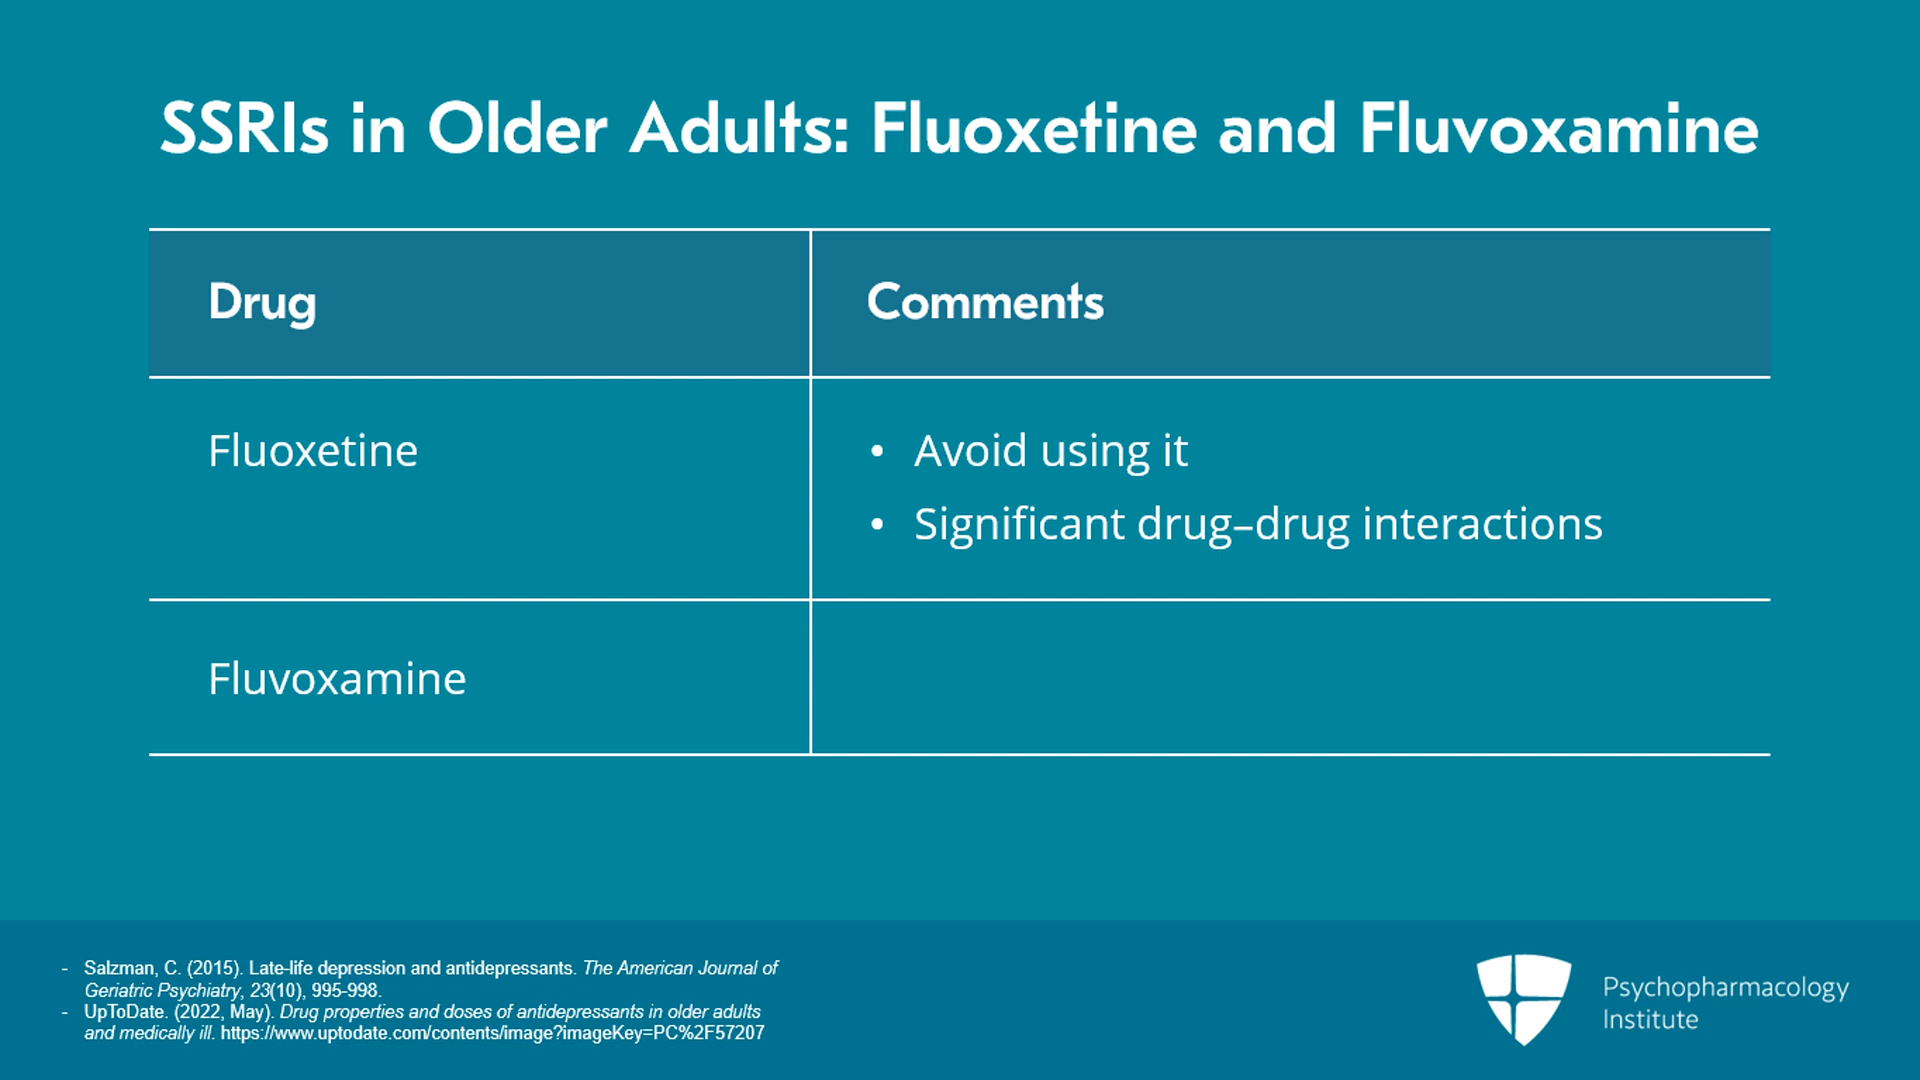 SSRIs in Older Adults: Fluoxetine and Fluvoxamine
Drug
Comments
Fluoxetine
• Avoid using it
• Significant drug–drug interactions
Fluvoxamine
- Salzman, C. (2015). Late-life depression and antidepressants. The American Journal of
Geriatric Psychiatry, 23(10), 995-998.
- UpToDate. (2022, May). Drug properties and doses of antidepressants in older adults
and medically ill. https://www.uptodate.com/contents/image?imageKey=PC%2F57207
Psychopharmacology
Institute